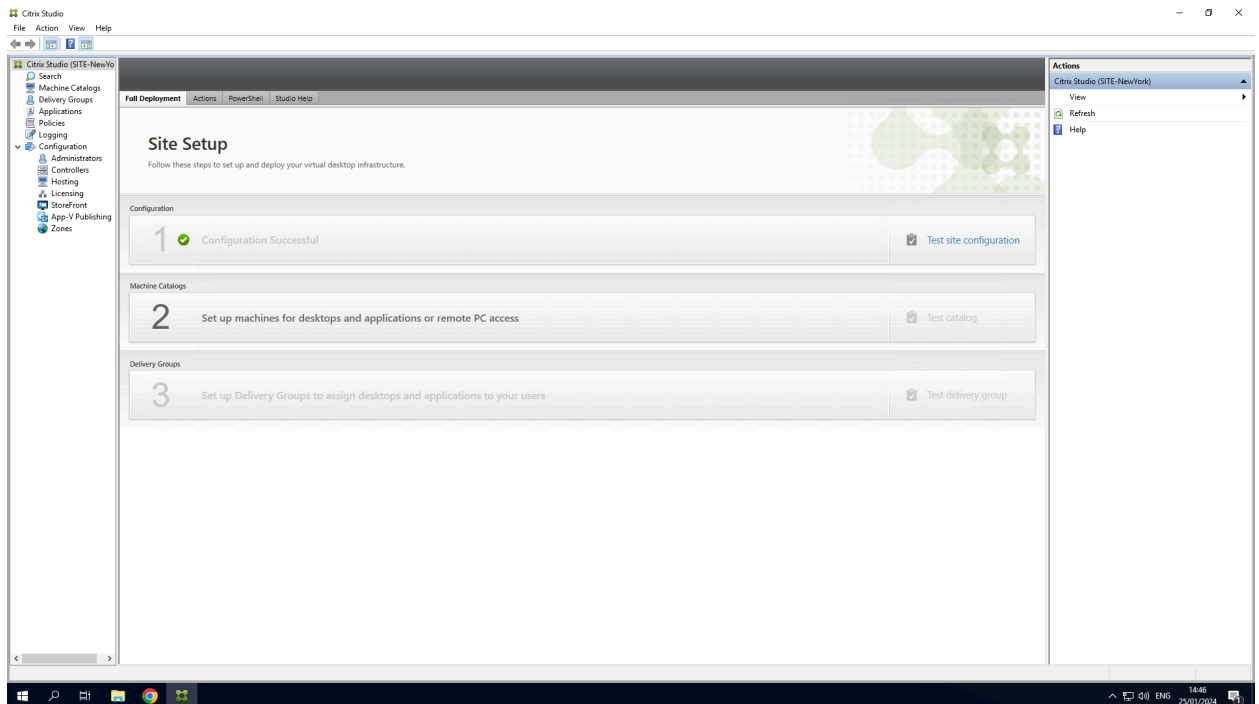 Citrix Studio
File Action View Help
Citrix Studio (SITE-NewYo
Search
Machine Catalogs
Delivery Groups
Applications
Policies
Logging
Configuration
Administrators
Controllers
Hosting
Licensing
StoreFront
App-V Publishing
Zones
Full Deployment Actions PowerShell Studio Help
Site Setup
Follow these steps to set up and deploy your virtual desktop infrastructure.
Configuration
1 Configuration Successful Test site configuration
Machine Catalogs
2 Set up machines for desktops and applications or remote PC access Test catalog
Delivery Groups
3 Set up Delivery Groups to assign desktops and applications to your users Test delivery group
Actions
Citrix Studio (SITE-NewYork)
View
Refresh
Help
ENG
14:46
25/01/2024